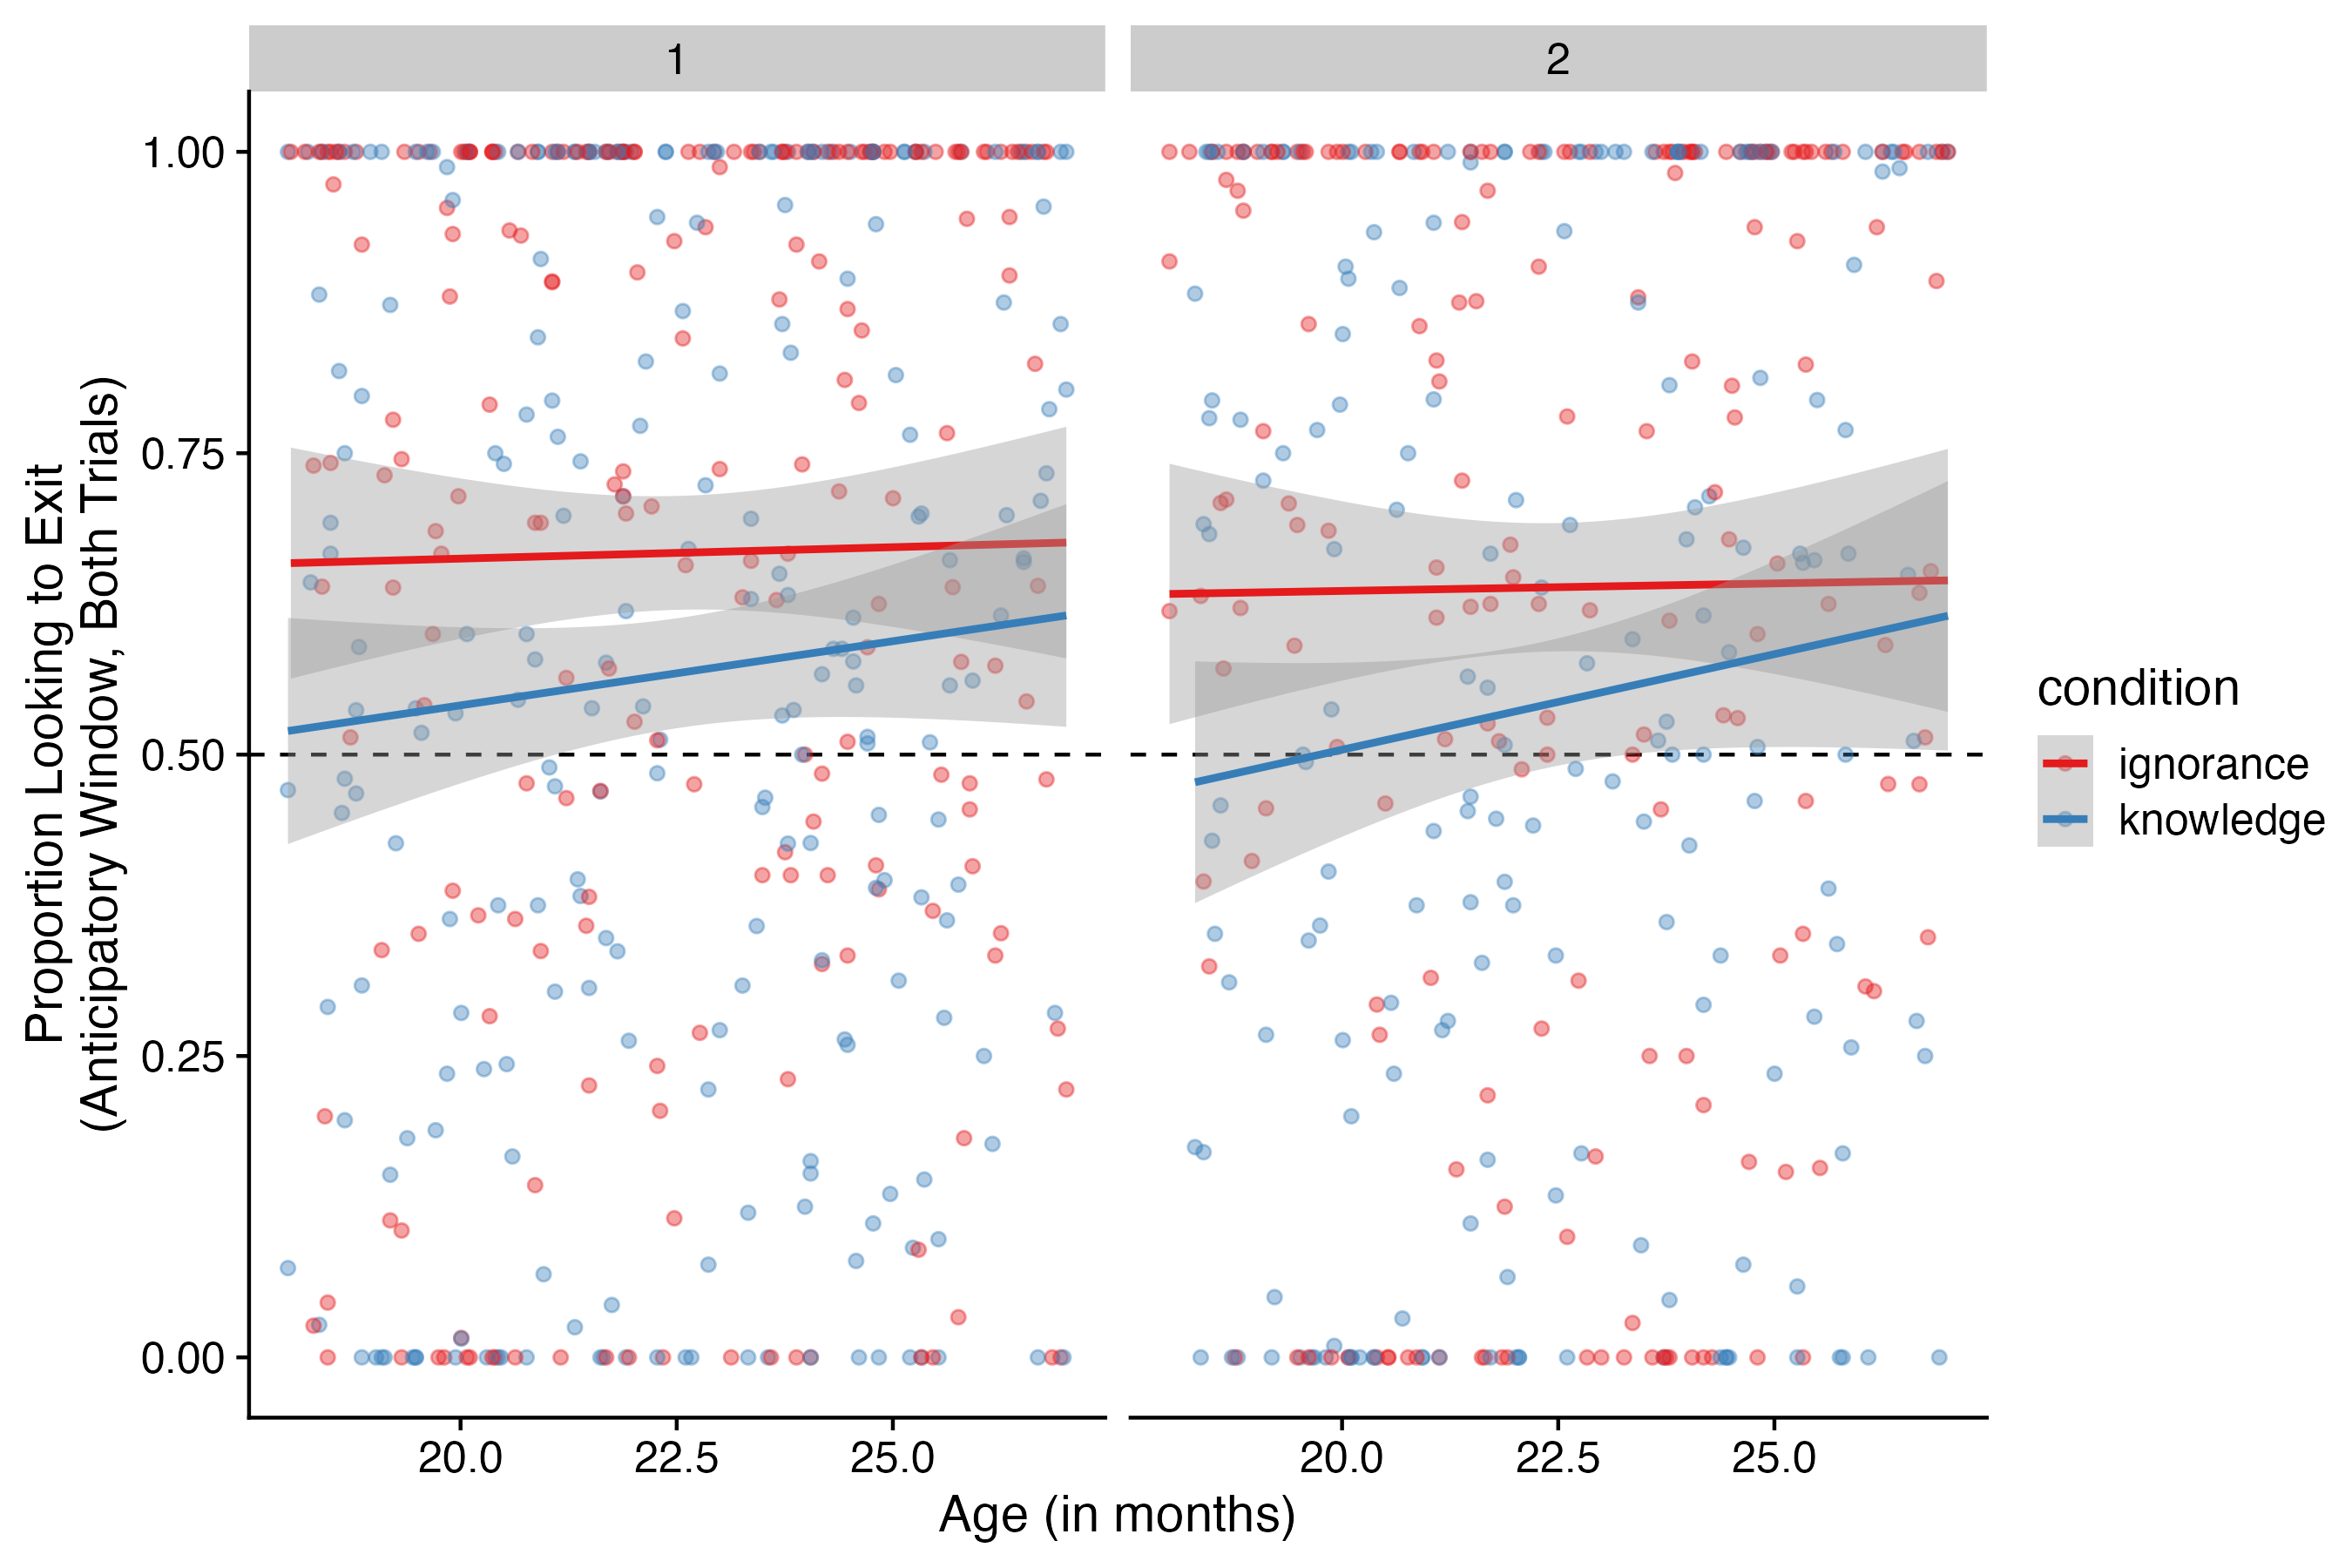 1
2
1.00
0.75
0.50
0.25
0.00
Proportion Looking to Exit
(Anticipatory Window, Both Trials)
20.0 22.5 25.0
20.0 22.5 25.0
Age (in months)
condition
ignorance
knowledge